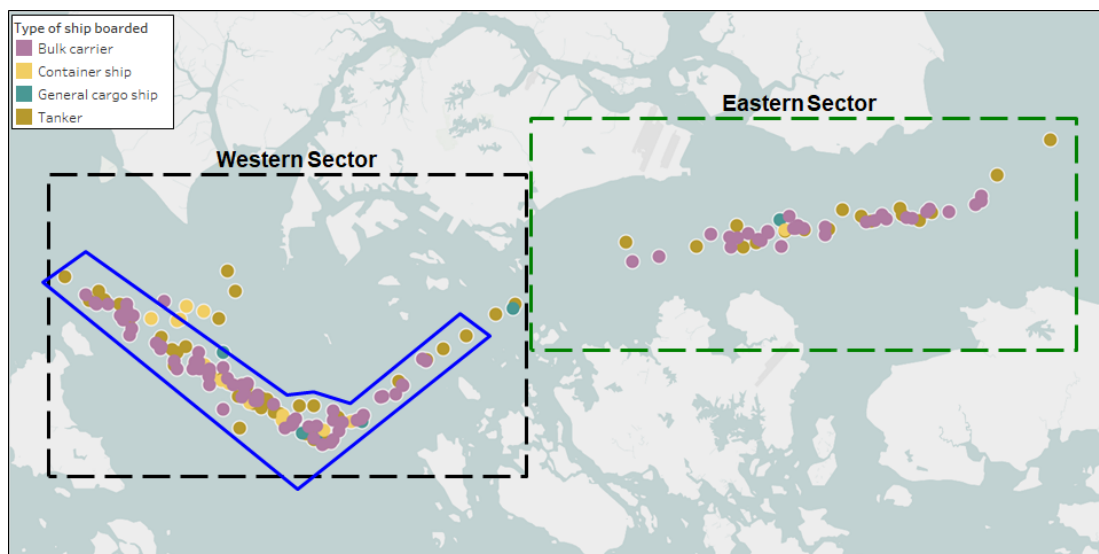 Type of ship boarded
Bulk carrier
Container ship
General cargo ship
Tanker
Eastern Sector
Western Sector